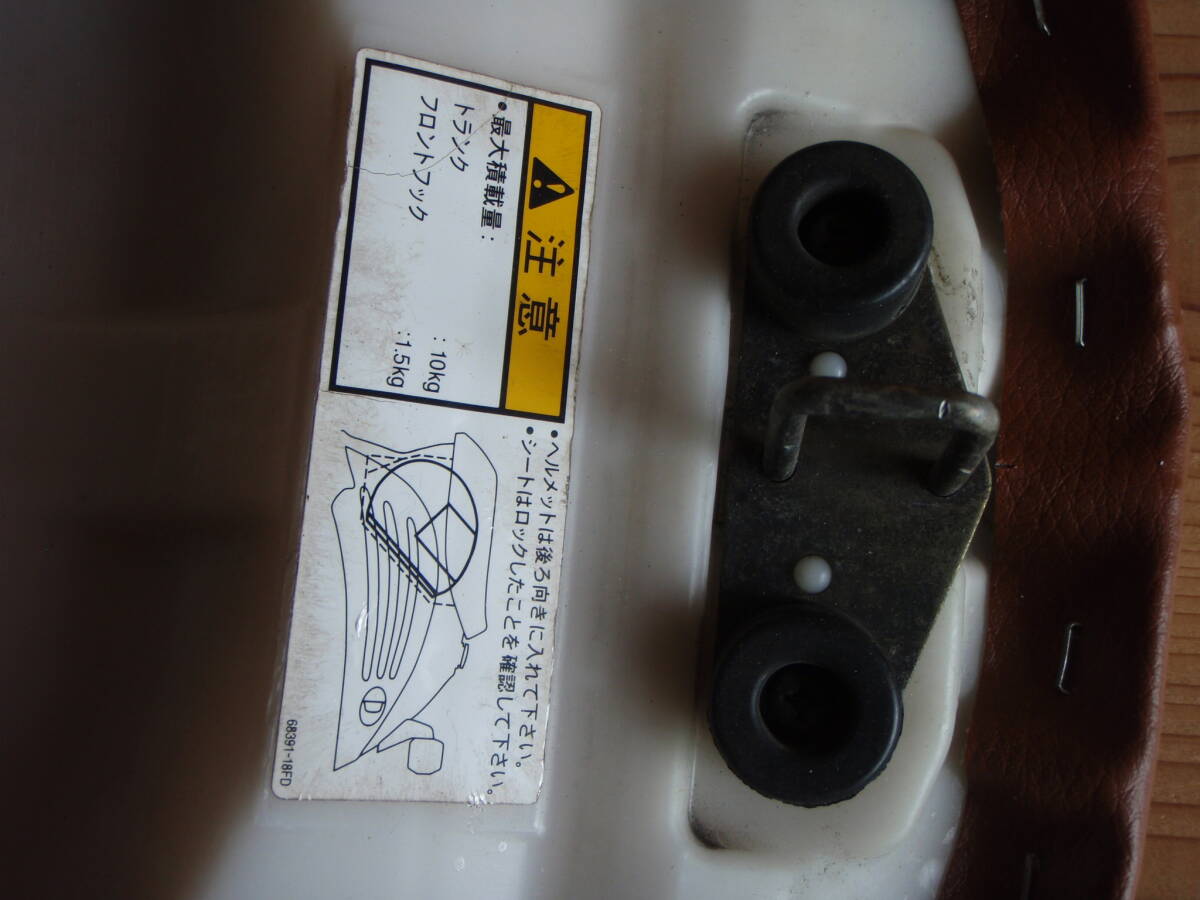 注意
・最大積載量：
トランク ：10kg
フロントフック ：1.5kg
・ヘルメットは後ろ向きに入れて下さい。
・シートはロックしたことを確認して下さい。
68391-18FD